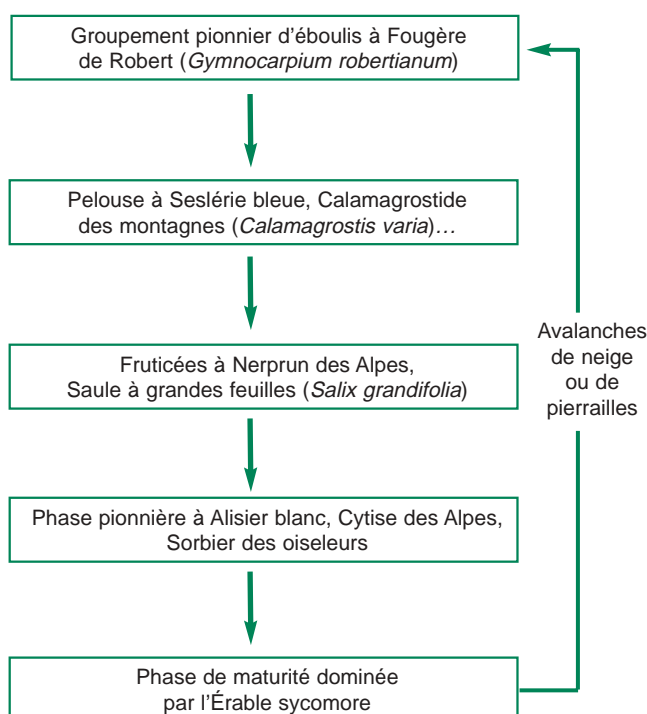 Groupement pionnier d'éboulis à Fougère
de Robert (Gymnocarpium robertianum)
Pelouse à Seslérie bleue, Calamagrostide
des montagnes (Calamagrostis varia)…
Fruticées à Nerprun des Alpes,
Saule à grandes feuilles (Salix grandifolia)
Phase pionnière à Alisier blanc, Cytise des Alpes,
Sorbier des oiseleurs
Phase de maturité dominée
par l'Érable sycomore
Avalanches
de neige
ou de
pierrailles